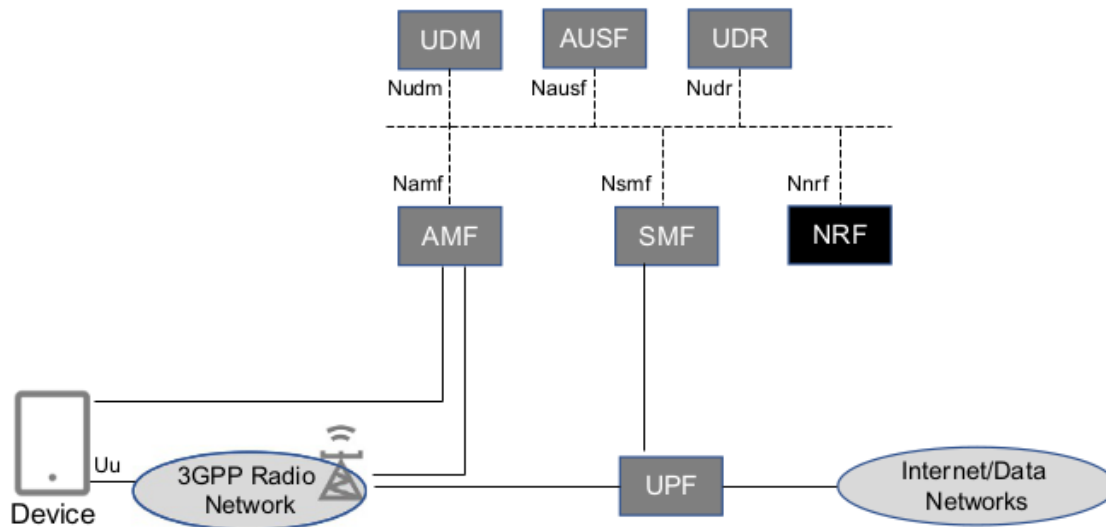 UDM
AUSF
UDR
Nudm
Nausf
Nudr
Namf
Nsmf
Nnrf
AMF
SMF
NRF
Uu
3GPP Radio
Network
UPF
Internet/Data
Networks
Device